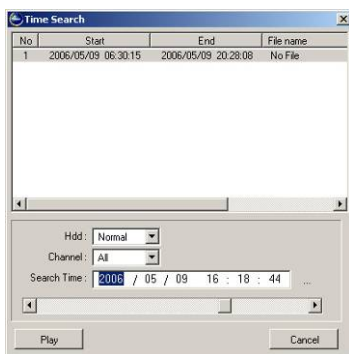 Time Search
No Start End File name
1 2006/05/09 06:30:15 2006/05/09 20:28:08 No File
Hdd : Normal
Channel : All
Search Time : 2006 / 05 / 09 16 : 18 : 44 ...
Play Cancel